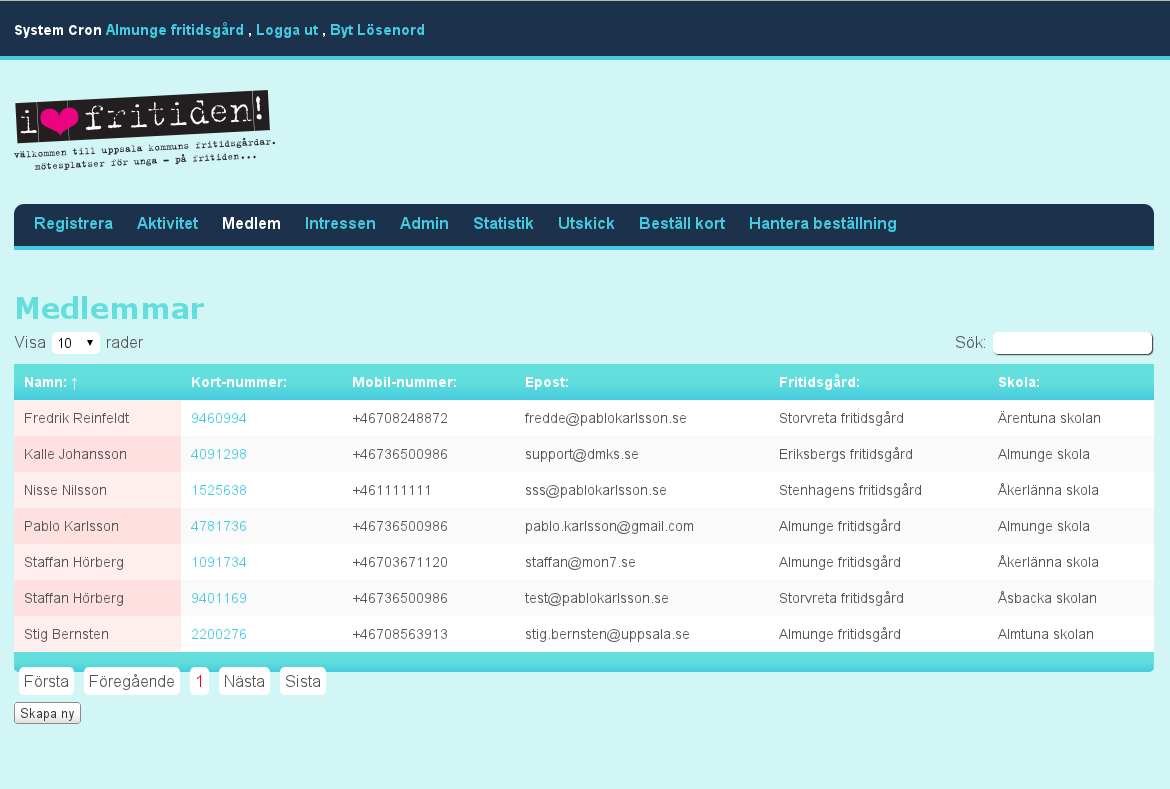 System Cron Almunge fritidsgård , Logga ut , Byt Lösenord
i fritiden!
välkommen till uppsala kommuns fritidsgårdar.
mötesplatser för unga - på fritiden...
Registrera Aktivitet Medlem Intressen Admin Statistik Utskick Beställ kort Hantera beställning
Medlemmar
Visa 10 rader Sök:
Namn: ↑ Kort-nummer: Mobil-nummer: Epost: Fritidsgård: Skola:
Fredrik Reinfeldt 9460994 +46708248872 fredde@pablokarlsson.se Storvreta fritidsgård Ärentuna skolan
Kalle Johansson 4091298 +46736500986 support@dmks.se Eriksbergs fritidsgård Almunge skola
Nisse Nilsson 1525638 +461111111 sss@pablokarlsson.se Stenhagens fritidsgård Åkerlänna skola
Pablo Karlsson 4781736 +46736500986 pablo.karlsson@gmail.com Almunge fritidsgård Almunge skola
Staffan Hörberg 1091734 +46703671120 staffan@mon7.se Almunge fritidsgård Åkerlänna skola
Staffan Hörberg 9401169 +46736500986 test@pablokarlsson.se Storvreta fritidsgård Åsbacka skolan
Stig Bernsten 2200276 +46708563913 stig.bernsten@uppsala.se Almunge fritidsgård Almtuna skolan
Första Föregående 1 Nästa Sista
Skapa ny